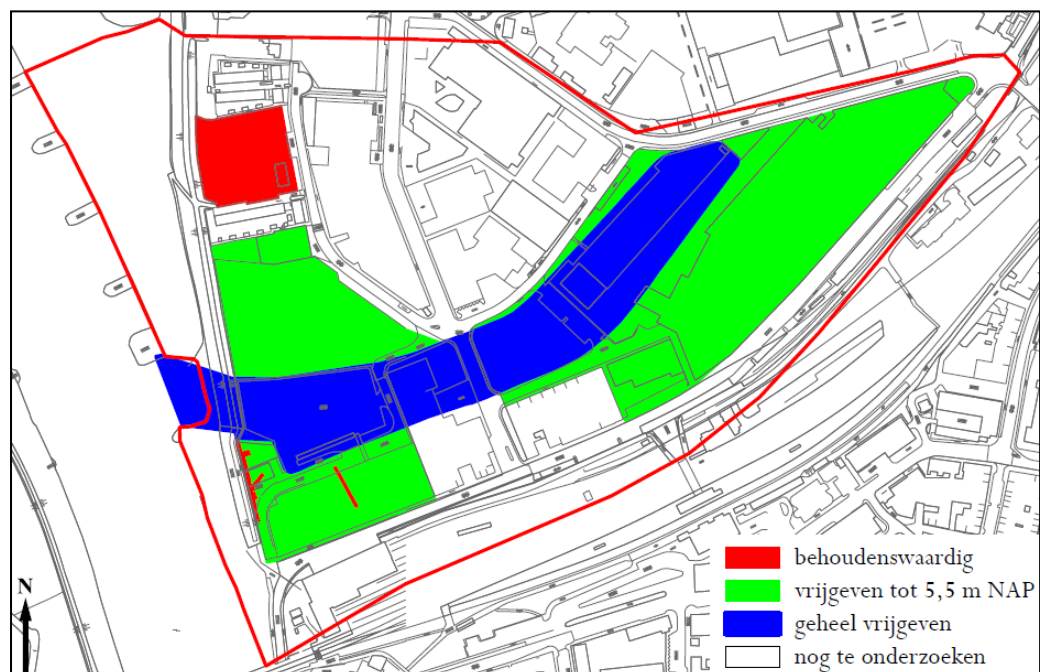 N
behoudenswaardig
vrijgeven tot 5,5 m NAP
geheel vrijgeven
nog te onderzoeken